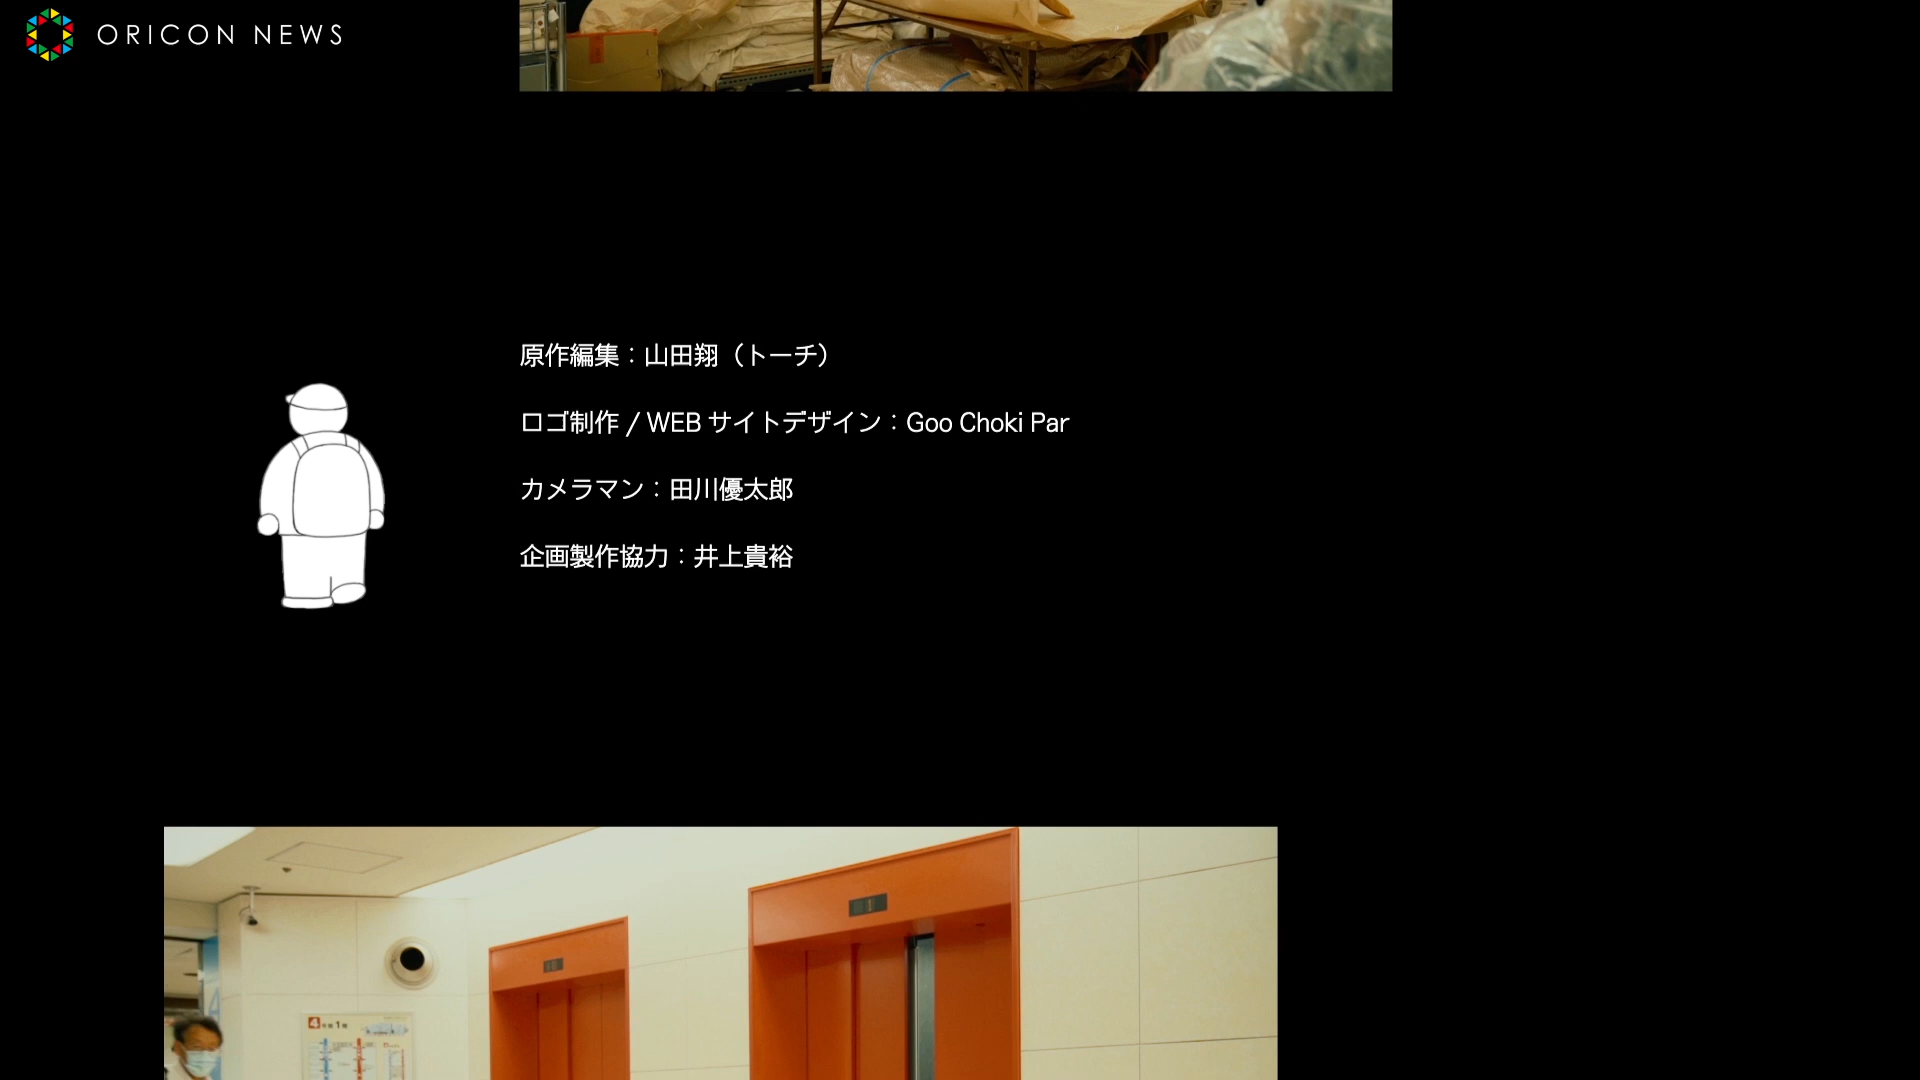 ORICON NEWS
原作編集：山田翔（トーチ）
ロゴ制作 / WEB サイトデザイン：Goo Choki Par
カメラマン：田川優太郎
企画製作協力：井上貴裕